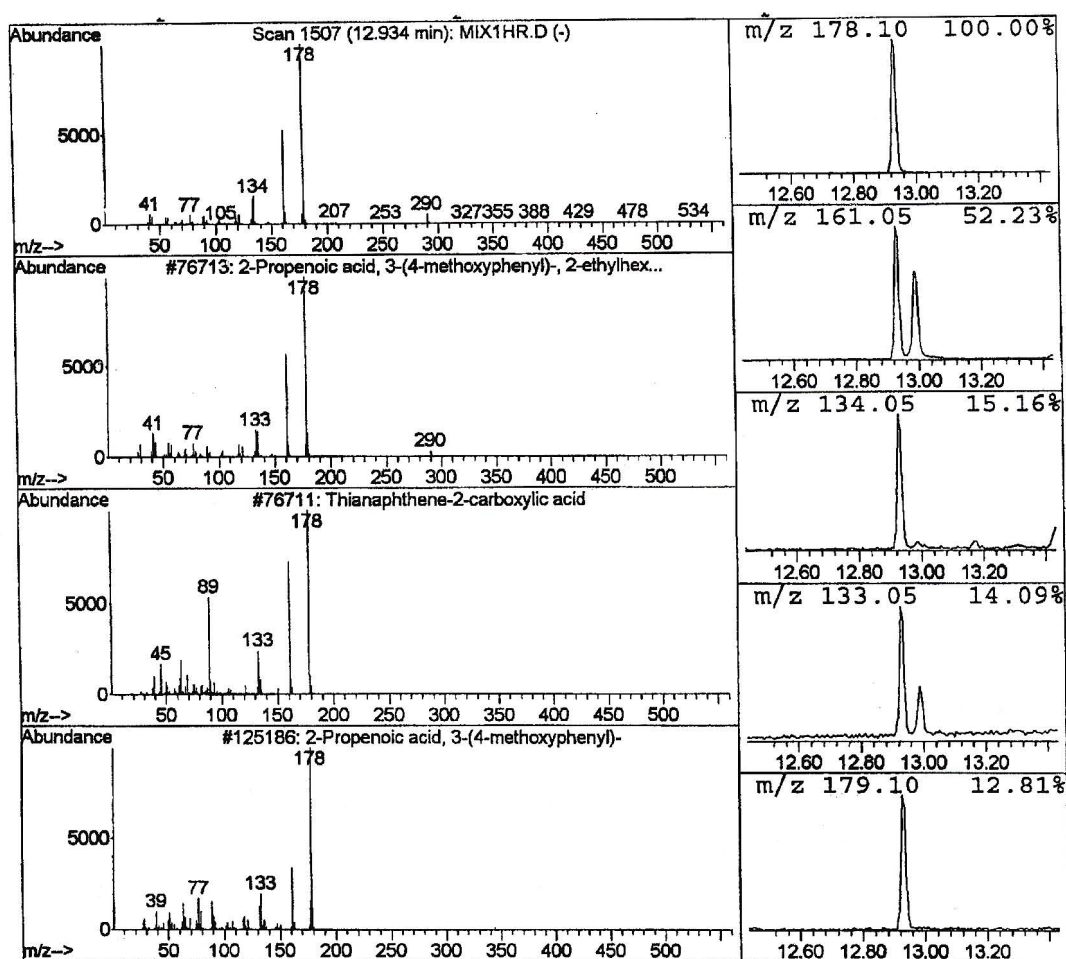 Abundance
Scan 1507 (12.934 min): MIX1HR.D (-)
178
5000
134
41
77
105
207
253
290
327 355 388 429 478 534
0
m/z-->
50 100 150 200 250 300 350 400 450 500
Abundance
#76713: 2-Propenoic acid, 3-(4-methoxyphenyl)-, 2-ethylhex...
178
5000
133
41
77
290
0
m/z-->
50 100 150 200 250 300 350 400 450 500
Abundance
#76711: Thianaphthene-2-carboxylic acid
178
5000
89
133
45
0
m/z-->
50 100 150 200 250 300 350 400 450 500
Abundance
#125186: 2-Propenoic acid, 3-(4-methoxyphenyl)-
178
5000
39
77
133
0
m/z-->
50 100 150 200 250 300 350 400 450 500
m/z 178.10 100.00%
12.60 12.80 13.00 13.20
m/z 161.05 52.23%
12.60 12.80 13.00 13.20
m/z 134.05 15.16%
12.60 12.80 13.00 13.20
m/z 133.05 14.09%
12.60 12.80 13.00 13.20
m/z 179.10 12.81%
12.60 12.80 13.00 13.20